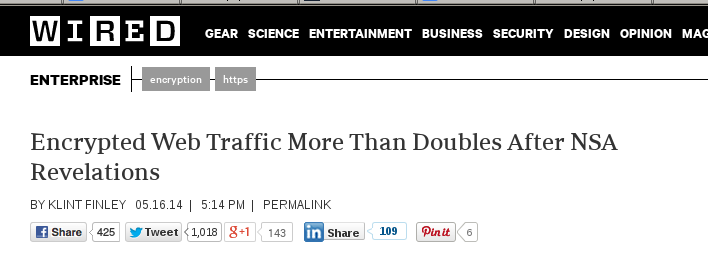 WIRED
GEAR SCIENCE ENTERTAINMENT BUSINESS SECURITY DESIGN OPINION MAG
ENTERPRISE encryption https
Encrypted Web Traffic More Than Doubles After NSA
Revelations
BY KLINT FINLEY 05.16.14 | 5:14 PM | PERMALINK
Share 425 Tweet 1,018 g+1 143 in Share 109 Pin it 6